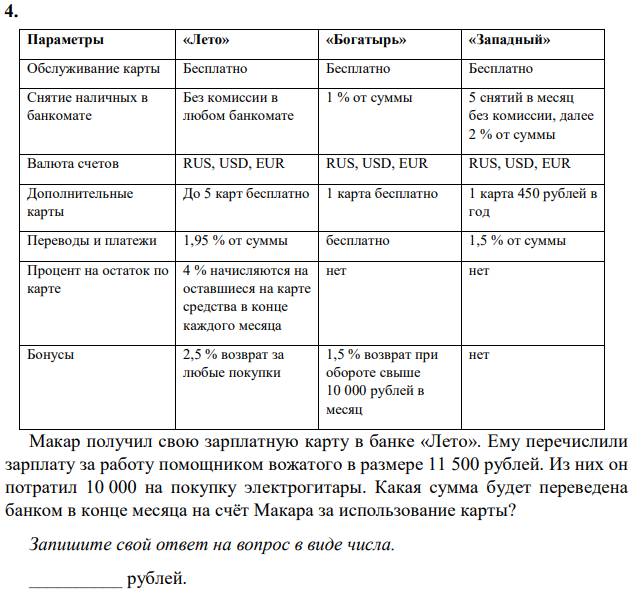 4.
Параметры «Лето» «Богатырь» «Западный»
Обслуживание карты Бесплатно Бесплатно Бесплатно
Снятие наличных в Без комиссии в 1 % от суммы 5 снятий в месяц
банкомате любом банкомате без комиссии, далее
2 % от суммы
Валюта счетов RUS, USD, EUR RUS, USD, EUR RUS, USD, EUR
Дополнительные До 5 карт бесплатно 1 карта бесплатно 1 карта 450 рублей в
карты год
Переводы и платежи 1,95 % от суммы бесплатно 1,5 % от суммы
Процент на остаток по 4 % начисляются на нет нет
карте оставшиеся на карте
средства в конце
каждого месяца
Бонусы 2,5 % возврат за 1,5 % возврат при нет
любые покупки обороте свыше
10 000 рублей в
месяц
Макар получил свою зарплатную карту в банке «Лето». Ему перечислили
зарплату за работу помощником вожатого в размере 11 500 рублей. Из них он
потратил 10 000 на покупку электрогитары. Какая сумма будет переведена
банком в конце месяца на счёт Макара за использование карты?
Запишите свой ответ на вопрос в виде числа.
__________ рублей.